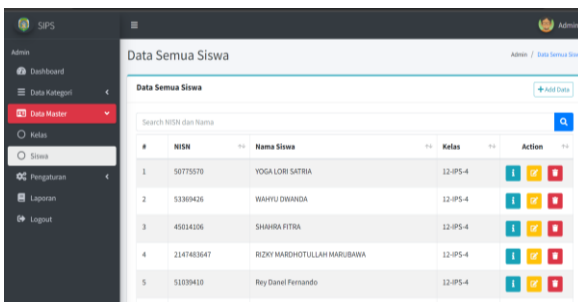 SIPS
Admin
Admin
Dashboard
Data Kategori
Data Master
Kelas
Siswa
Pengaturan
Laporan
Logout
Data Semua Siswa
Admin / Data Semua Sis
Data Semua Siswa
+ Add Data
Search NISN dan Nama
# NISN Nama Siswa Kelas Action
1 50775570 YOGA LORI SATRIA 12-IPS-4
2 53369426 WAHYU DWANDA 12-IPS-4
3 45014106 SHAHRA FITRA 12-IPS-4
4 2147483647 RIZKY MARDHOTULLAH MARUBAWA 12-IPS-4
5 51039410 Rey Danel Fernando 12-IPS-4